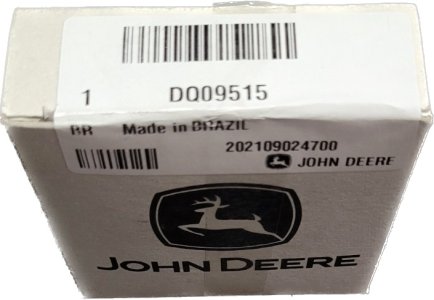 1 DQ09515
BR Made in BRAZIL
202109024700
JOHN DEERE
JOHN DEERE